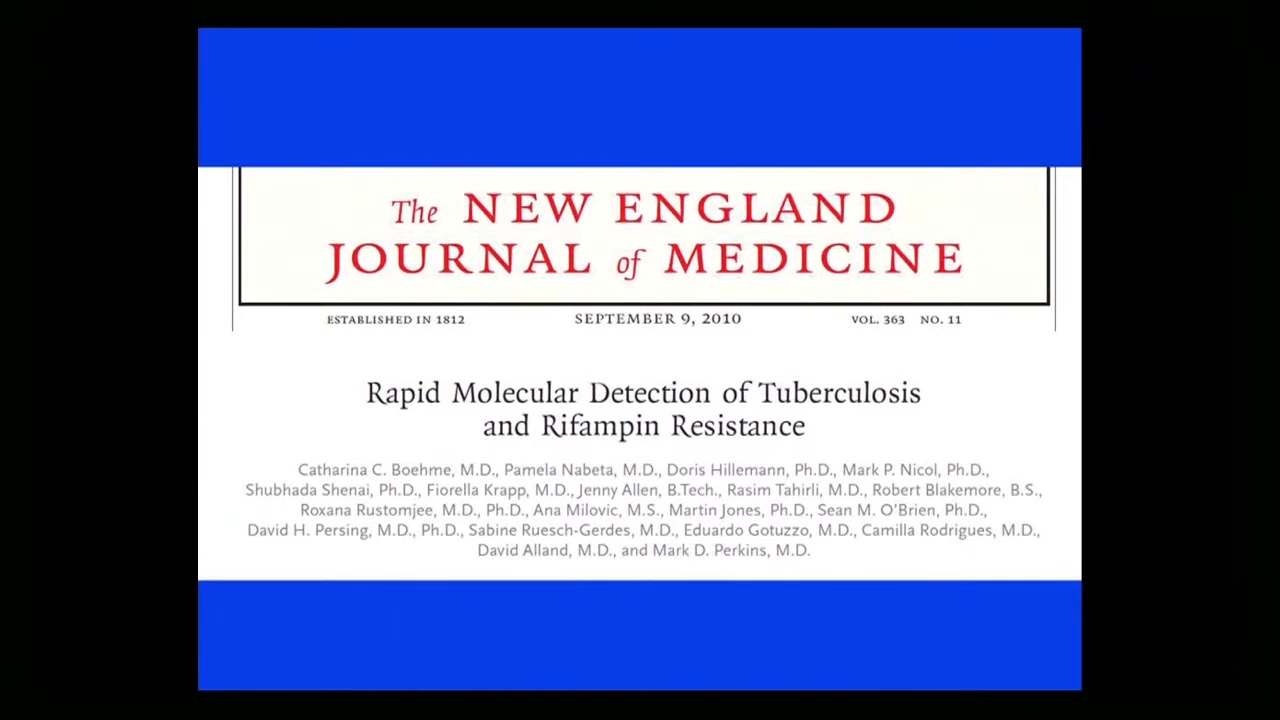 The NEW ENGLAND
JOURNAL of MEDICINE
ESTABLISHED IN 1812 SEPTEMBER 9, 2010 VOL. 363 NO. 11
Rapid Molecular Detection of Tuberculosis
and Rifampin Resistance
Catharina C. Boehme, M.D., Pamela Nabeta, M.D., Doris Hillemann, Ph.D., Mark P. Nicol, Ph.D.,
Shubhada Shenai, Ph.D., Fiorella Krapp, M.D., Jenny Allen, B.Tech., Rasim Tahirli, M.D., Robert Blakemore, B.S.,
Roxana Rustomjee, M.D., Ph.D., Ana Milovic, M.S., Martin Jones, Ph.D., Sean M. O'Brien, Ph.D.,
David H. Persing, M.D., Ph.D., Sabine Ruesch-Gerdes, M.D., Eduardo Gotuzzo, M.D., Camilla Rodrigues, M.D.,
David Alland, M.D., and Mark D. Perkins, M.D.